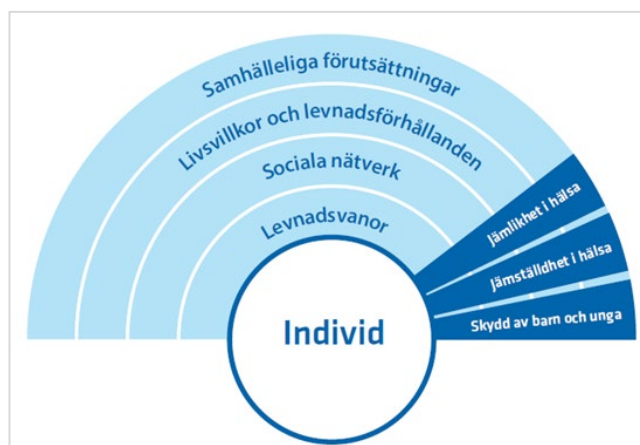 Samhälleliga förutsättningar
Livsvillkor och levnadsförhållanden
Sociala nätverk
Levnadsvanor
Individ
Jämlikhet i hälsa
Jämställdhet i hälsa
Skydd av barn och unga